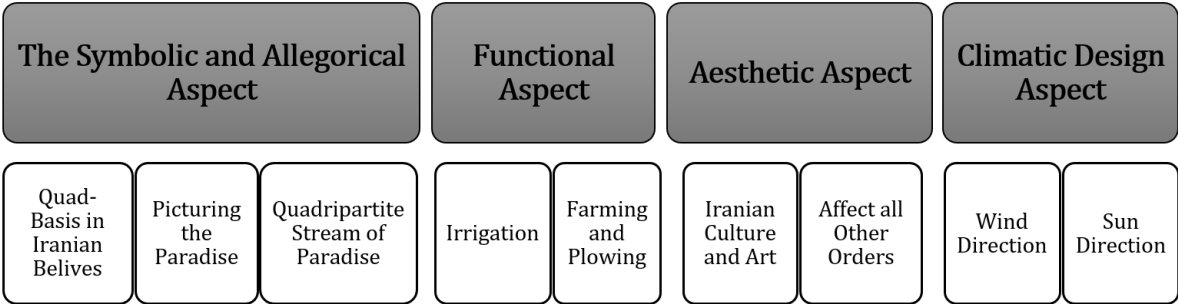 The Symbolic and Allegorical
Aspect
Functional
Aspect
Aesthetic Aspect
Climatic Design
Aspect
Quad-
Basis in
Iranian
Belives
Picturing
the
Paradise
Quadripartite
Stream of
Paradise
Irrigation
Farming
and
Plowing
Iranian
Culture
and Art
Affect all
Other
Orders
Wind
Direction
Sun
Direction